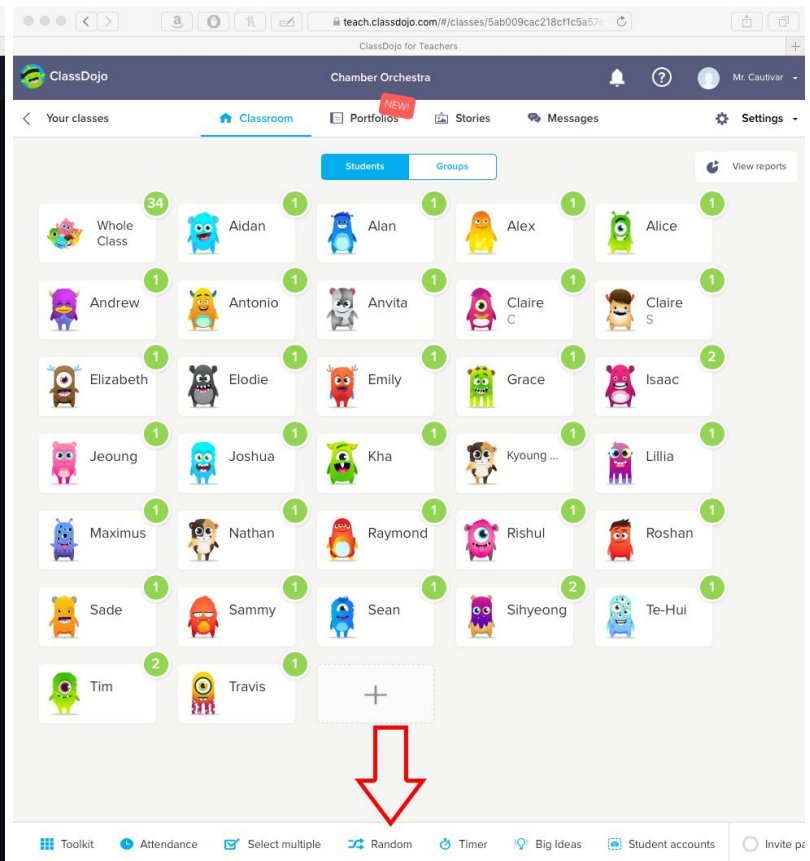 teach.classdojo.com/#/classes/5ab009cac218cf1c5a57e
ClassDojo for Teachers
ClassDojo
Chamber Orchestra
Mr. Cautivar
Your classes
Classroom
Portfolios
NEW!
Stories
Messages
Settings
Students
Groups
View reports
34
1
1
1
1
Whole Class
Aidan
Alan
Alex
Alice
1
1
1
1
1
Andrew
Antonio
Anvita
Claire C
Claire S
1
1
1
1
2
Elizabeth
Elodie
Emily
Grace
Isaac
1
1
1
1
1
Jeoung
Joshua
Kha
Kyoung ...
Lillia
1
1
1
1
1
Maximus
Nathan
Raymond
Rishul
Roshan
1
1
1
2
1
Sade
Sammy
Sean
Sihyeong
Te-Hui
2
1
Tim
Travis
Toolkit
Attendance
Select multiple
Random
Timer
Big Ideas
Student accounts
Invite pa